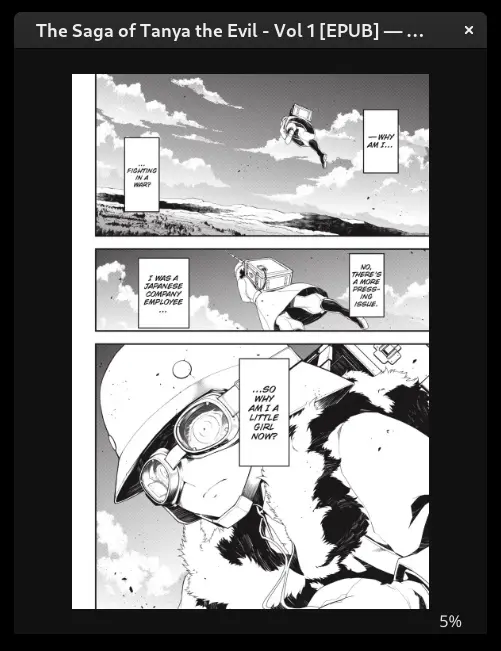 The Saga of Tanya the Evil - Vol 1 [EPUB] — ...
—WHY
AM I...
...
FIGHTING
IN A
WAR?
NO,
THERE'S
A MORE
PRESS-
ING
ISSUE.
I WAS A
JAPANESE
COMPANY
EMPLOYEE
...
...SO
WHY
AM I A
LITTLE
GIRL
NOW?
5%